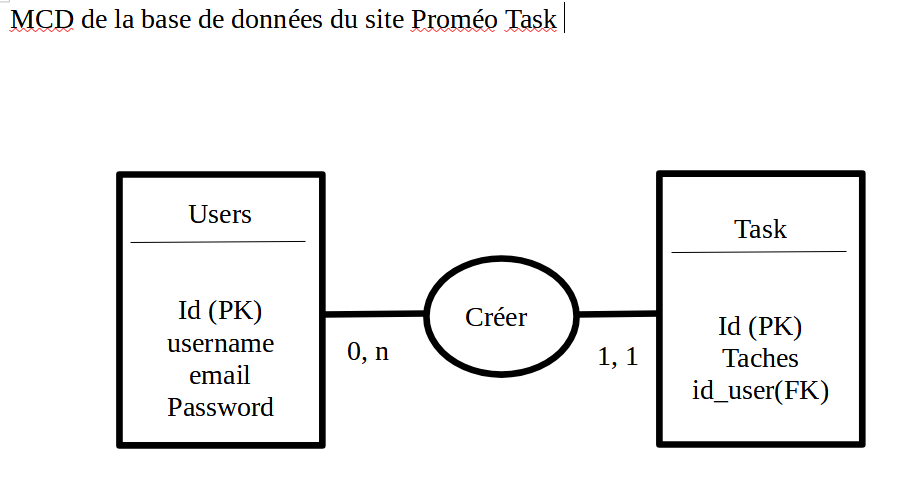 MCD de la base de données du site Proméo Task
Users
Id (PK)
username
email
Password
0, n
Créer
1, 1
Task
Id (PK)
Taches
id_user(FK)